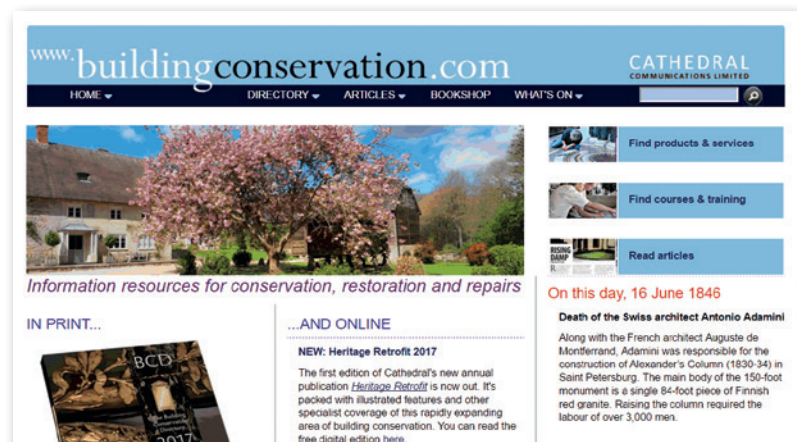 www.buildingconservation.com
CATHEDRAL
COMMUNICATIONS LIMITED
HOME
DIRECTORY
ARTICLES
BOOKSHOP
WHAT'S ON
Find products & services
Find courses & training
RISING
DAMP
Read articles
Information resources for conservation, restoration and repairs
IN PRINT...
BCD
The Building
Conservation
Directory
2017
...AND ONLINE
NEW: Heritage Retrofit 2017
The first edition of Cathedral's new annual
publication Heritage Retrofit is now out. It's
packed with illustrated features and other
specialist coverage of this rapidly expanding
area of building conservation. You can read the
free digital edition here.
On this day, 16 June 1846
Death of the Swiss architect Antonio Adamini
Along with the French architect Auguste de
Montferrand, Adamini was responsible for the
construction of Alexander's Column (1830-34) in
Saint Petersburg. The main body of the 150-foot
monument is a single 84-foot piece of Finnish
red granite. Raising the column required the
labour of over 3,000 men.